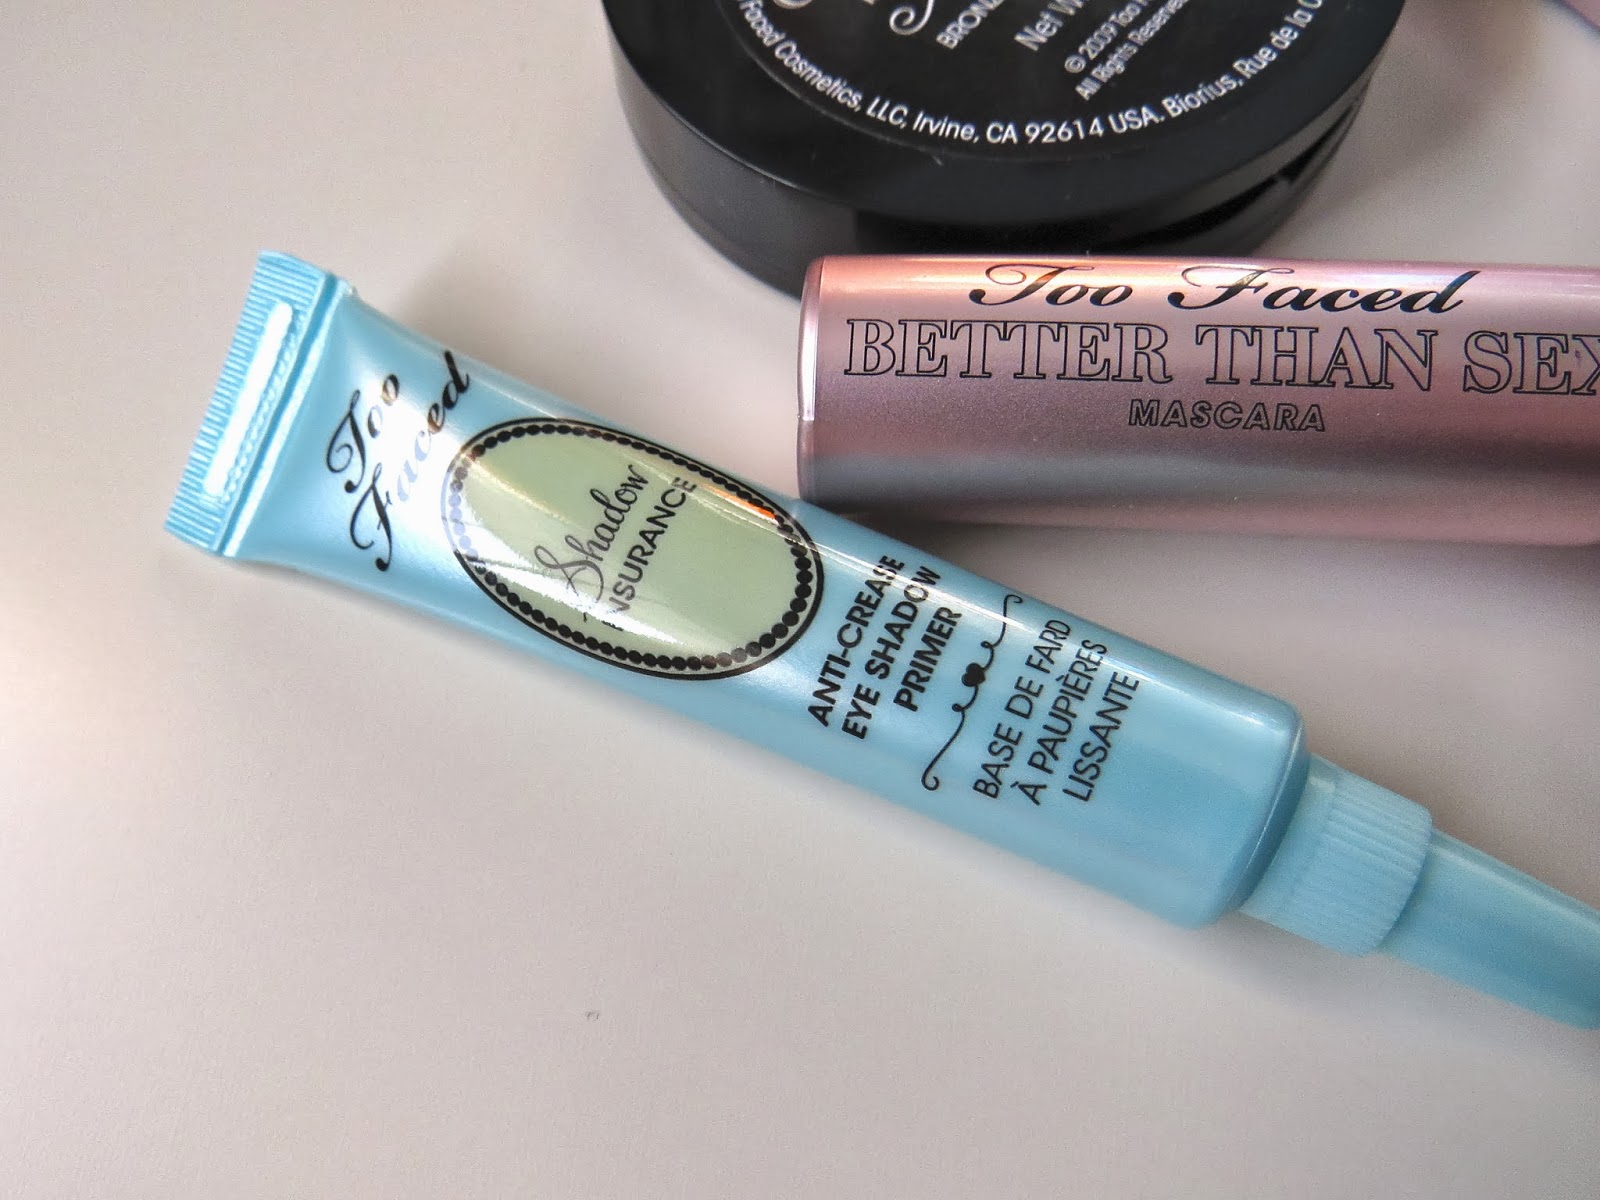 BRONZ
Net W
© 2009 Too
All Rights Reserved
Faced Cosmetics, LLC, Irvine, CA 92614 USA. Biorius, Rue de la
Too Faced
BETTER THAN SEX
MASCARA
Too
Faced
Shadow
INSURANCE
ANTI-CREASE
EYE SHADOW
PRIMER
BASE DE FARD
À PAUPIÈRES
LISSANTE